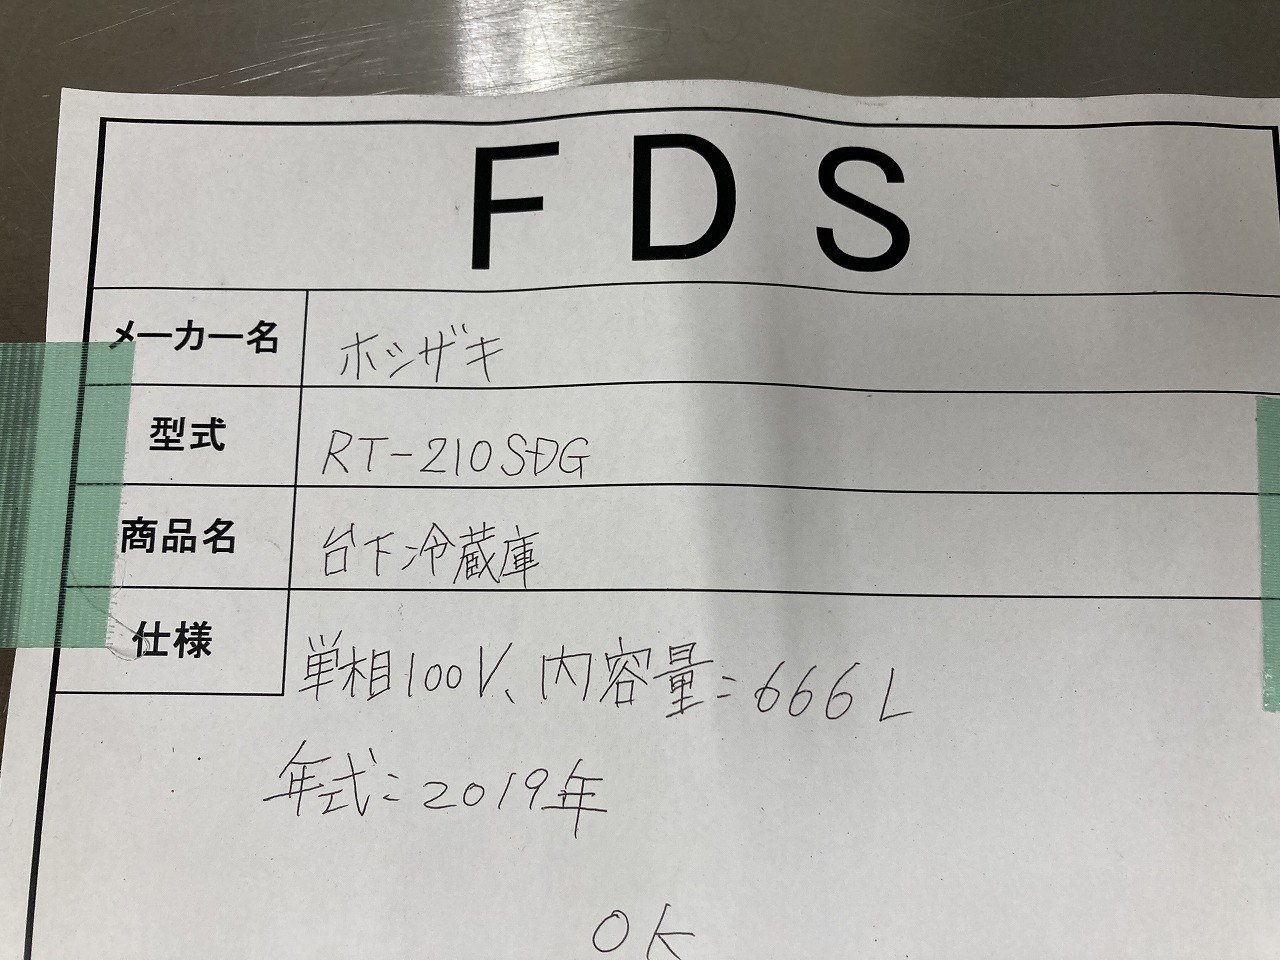 FDS
メーカー名 ホシザキ
型式 RT-210SDG
商品名 台下冷蔵庫
仕様 単相100V、内容量:666L
年式:2019年
OK